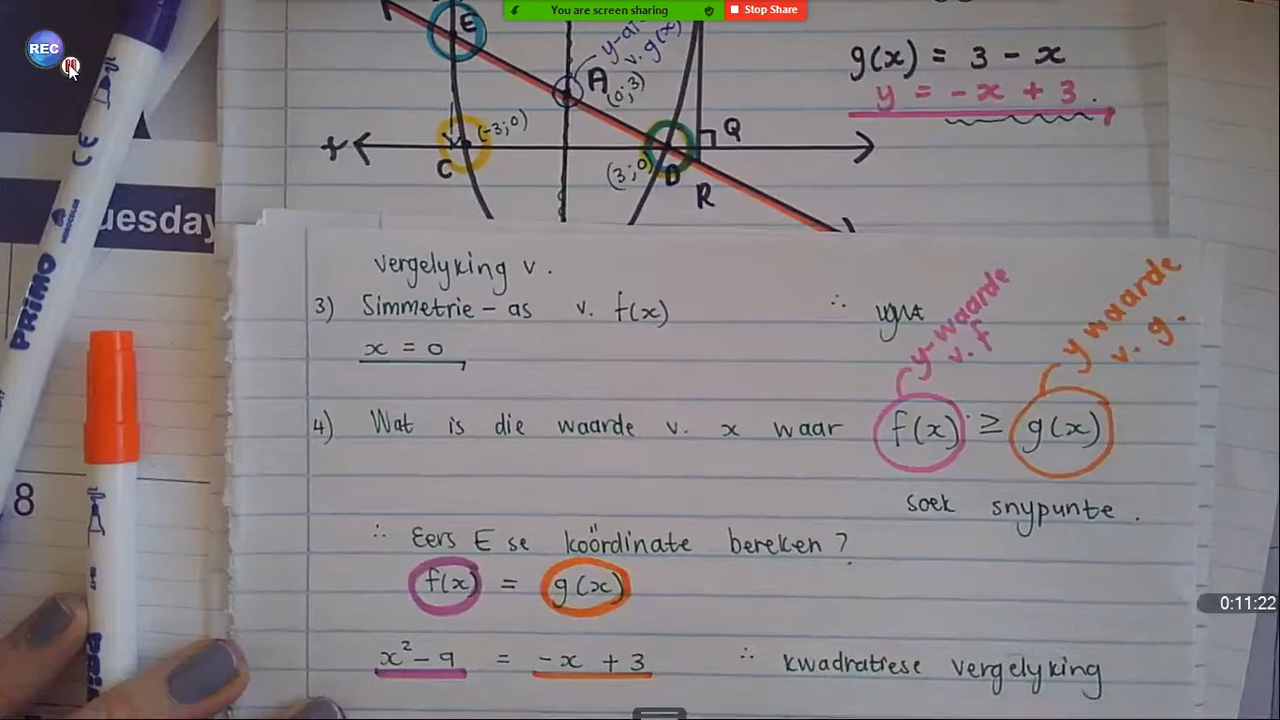 You are screen sharing
Stop Share
REC
E
y-a
v. g(x)
A
(0;3)
g(x) = 3 - x
y = -x + 3.
(-3;0)
Q
C
(3;0)
D
R
CE
PRIMO
uesday
8
vergelyking v.
3) Simmetrie-as v. f(x) ∴
x = 0
y-waarde v. f
y waarde v. g.
4) Wat is die waarde v. x waar f(x) ≥ g(x)
soek snypunte.
∴ Eers E se koördinate bereken?
f(x) = g(x)
0:11:22
x² - 9 = -x + 3 ∴ kwadratiese vergelyking